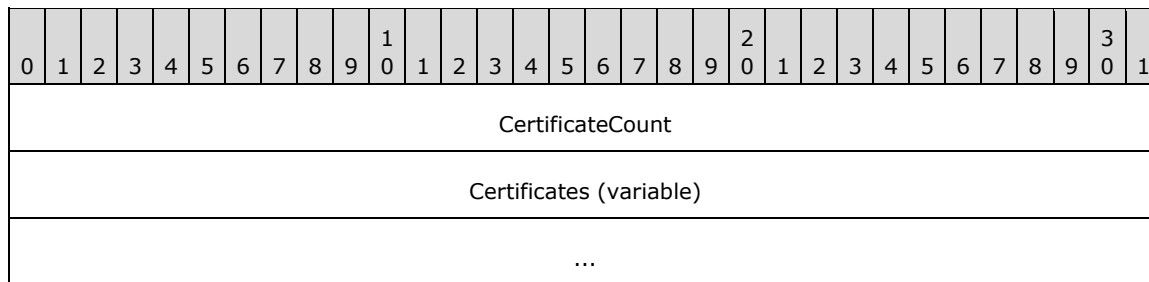 1 2 3
0 1 2 3 4 5 6 7 8 9 0 1 2 3 4 5 6 7 8 9 0 1 2 3 4 5 6 7 8 9 0 1
CertificateCount
Certificates (variable)
...